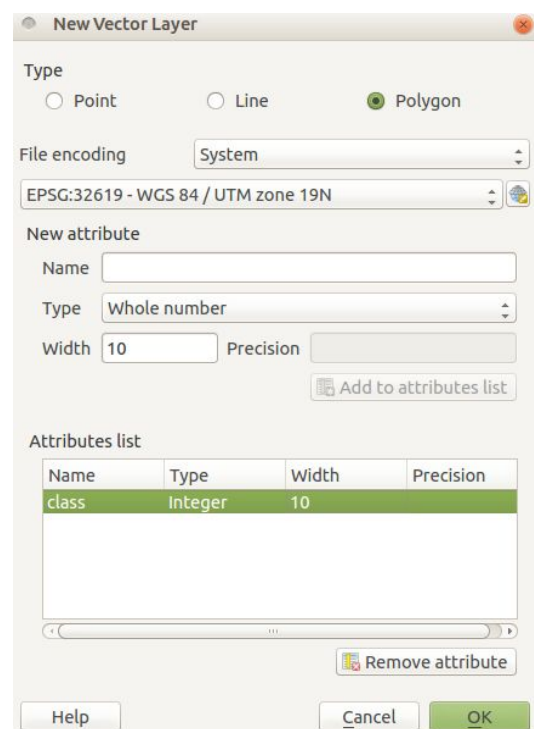 New Vector Layer
Type
Point Line Polygon
File encoding System
EPSG:32619 - WGS 84 / UTM zone 19N
New attribute
Name
Type Whole number
Width 10 Precision
Add to attributes list
Attributes list
Name Type Width Precision
class Integer 10
Remove attribute
Help Cancel OK